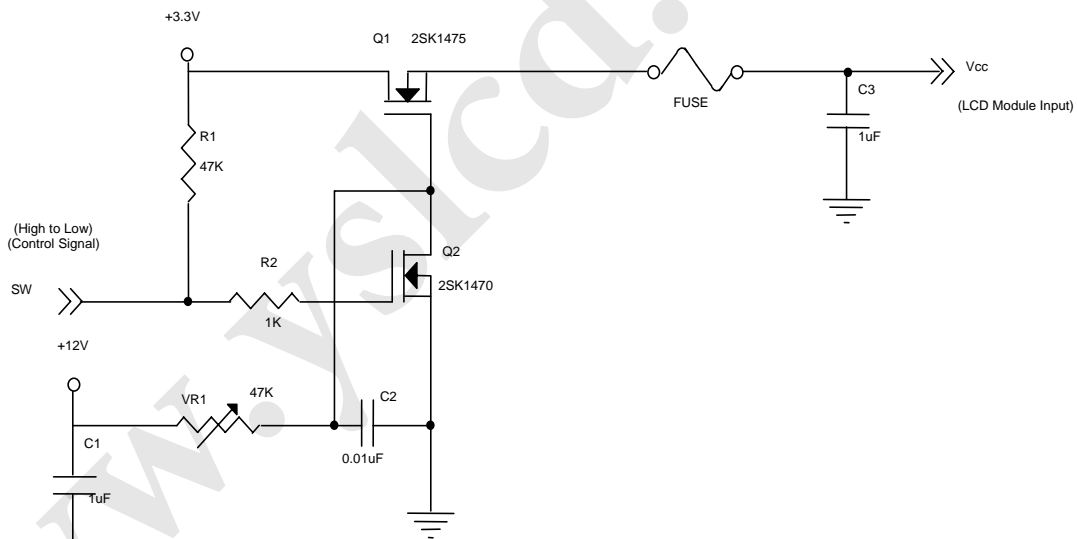 +3.3V
Q1 2SK1475
Vcc
C3
FUSE
(LCD Module Input)
1uF
R1
47K
(High to Low)
(Control Signal)
Q2
R2
SW
2SK1470
1K
+12V
VR1
47K
C2
C1
0.01uF
1uF
w.yslcd.